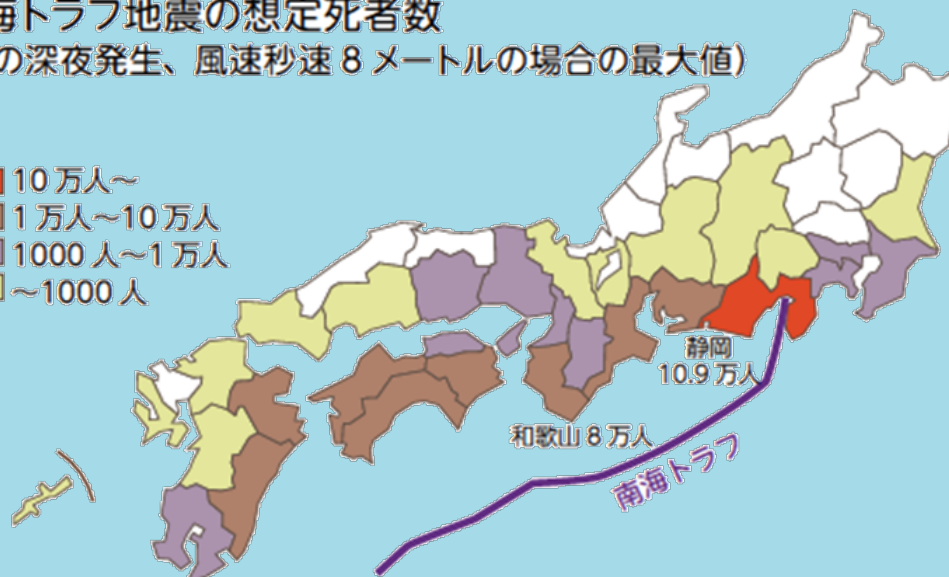 海トラフ地震の想定死者数
の深夜発生、風速秒速8メートルの場合の最大値)
10万人~
1万人~10万人
1000人~1万人
~1000人
静岡
10.9万人
和歌山8万人
南海トラフ